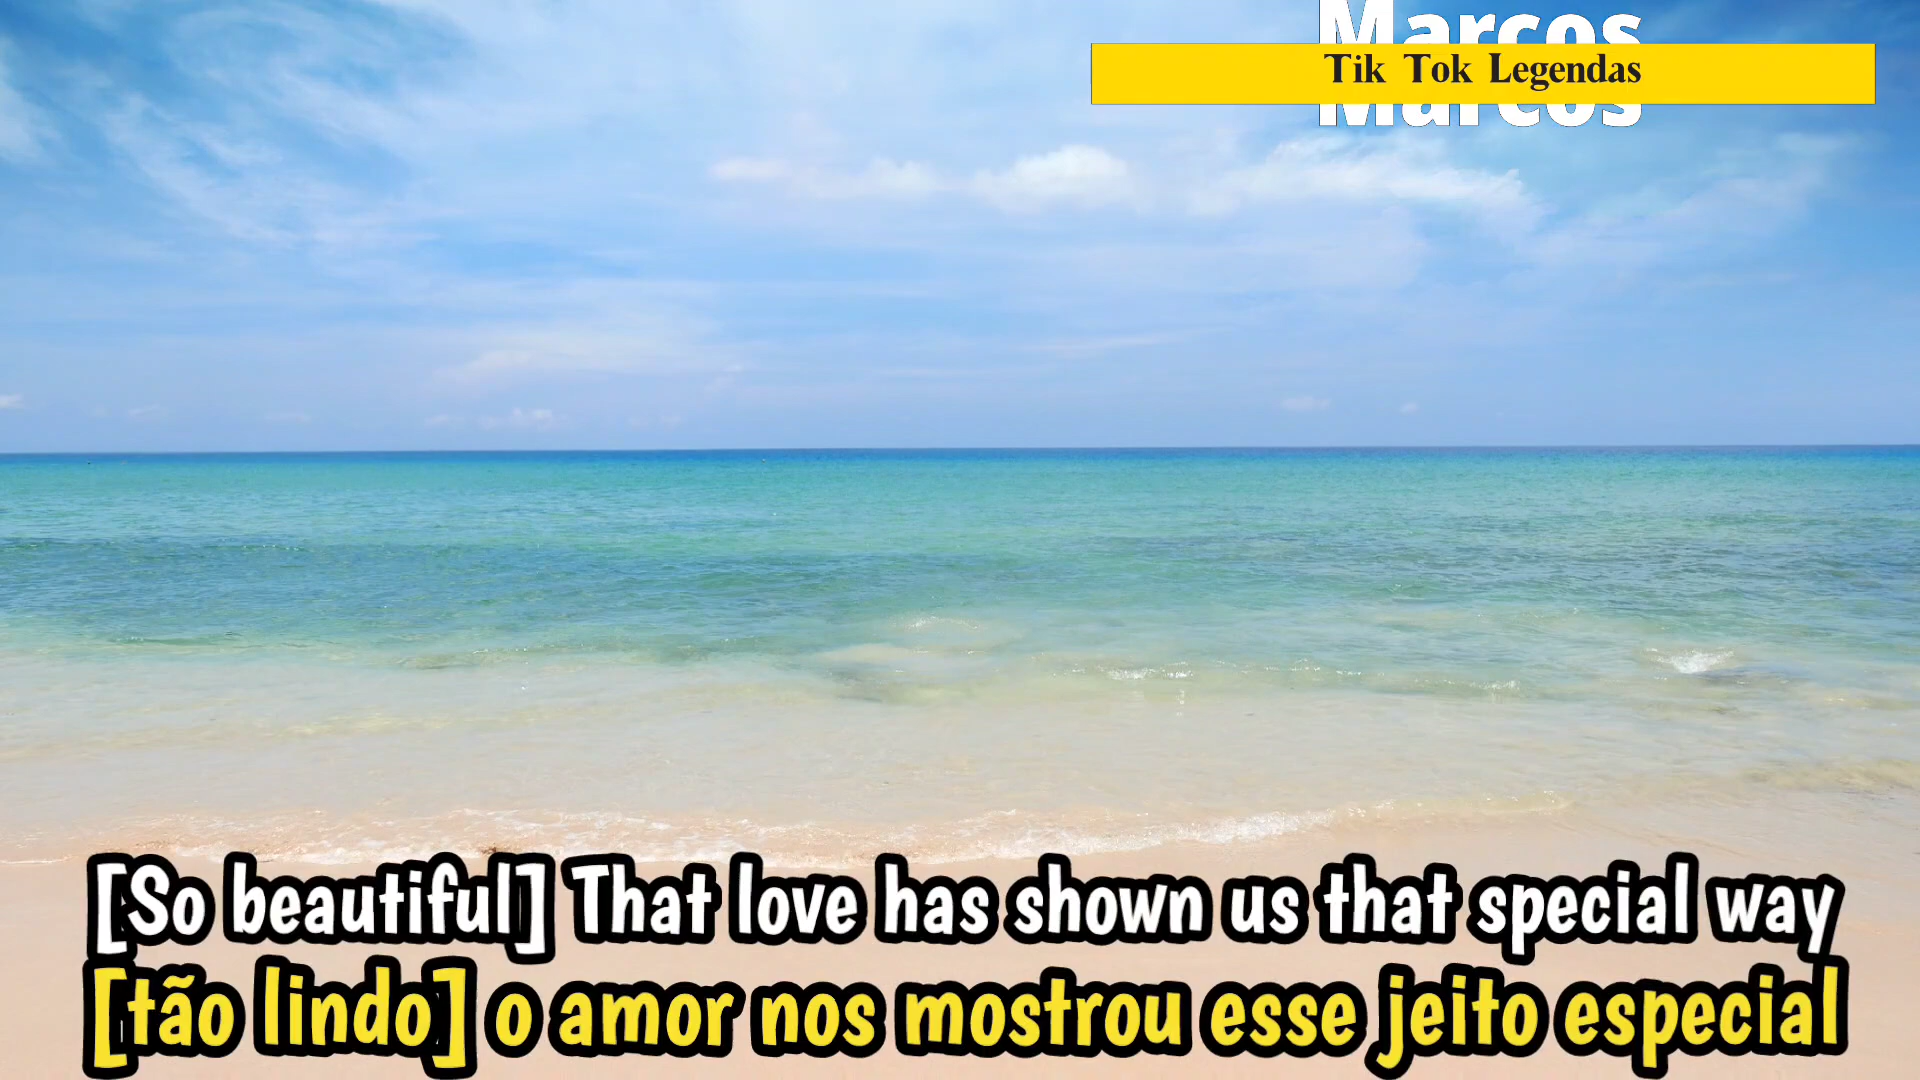 Marcos
Tik Tok Legendas
Marcos
[So beautiful] That love has shown us that special way
[tão lindo] o amor nos mostrou esse jeito especial